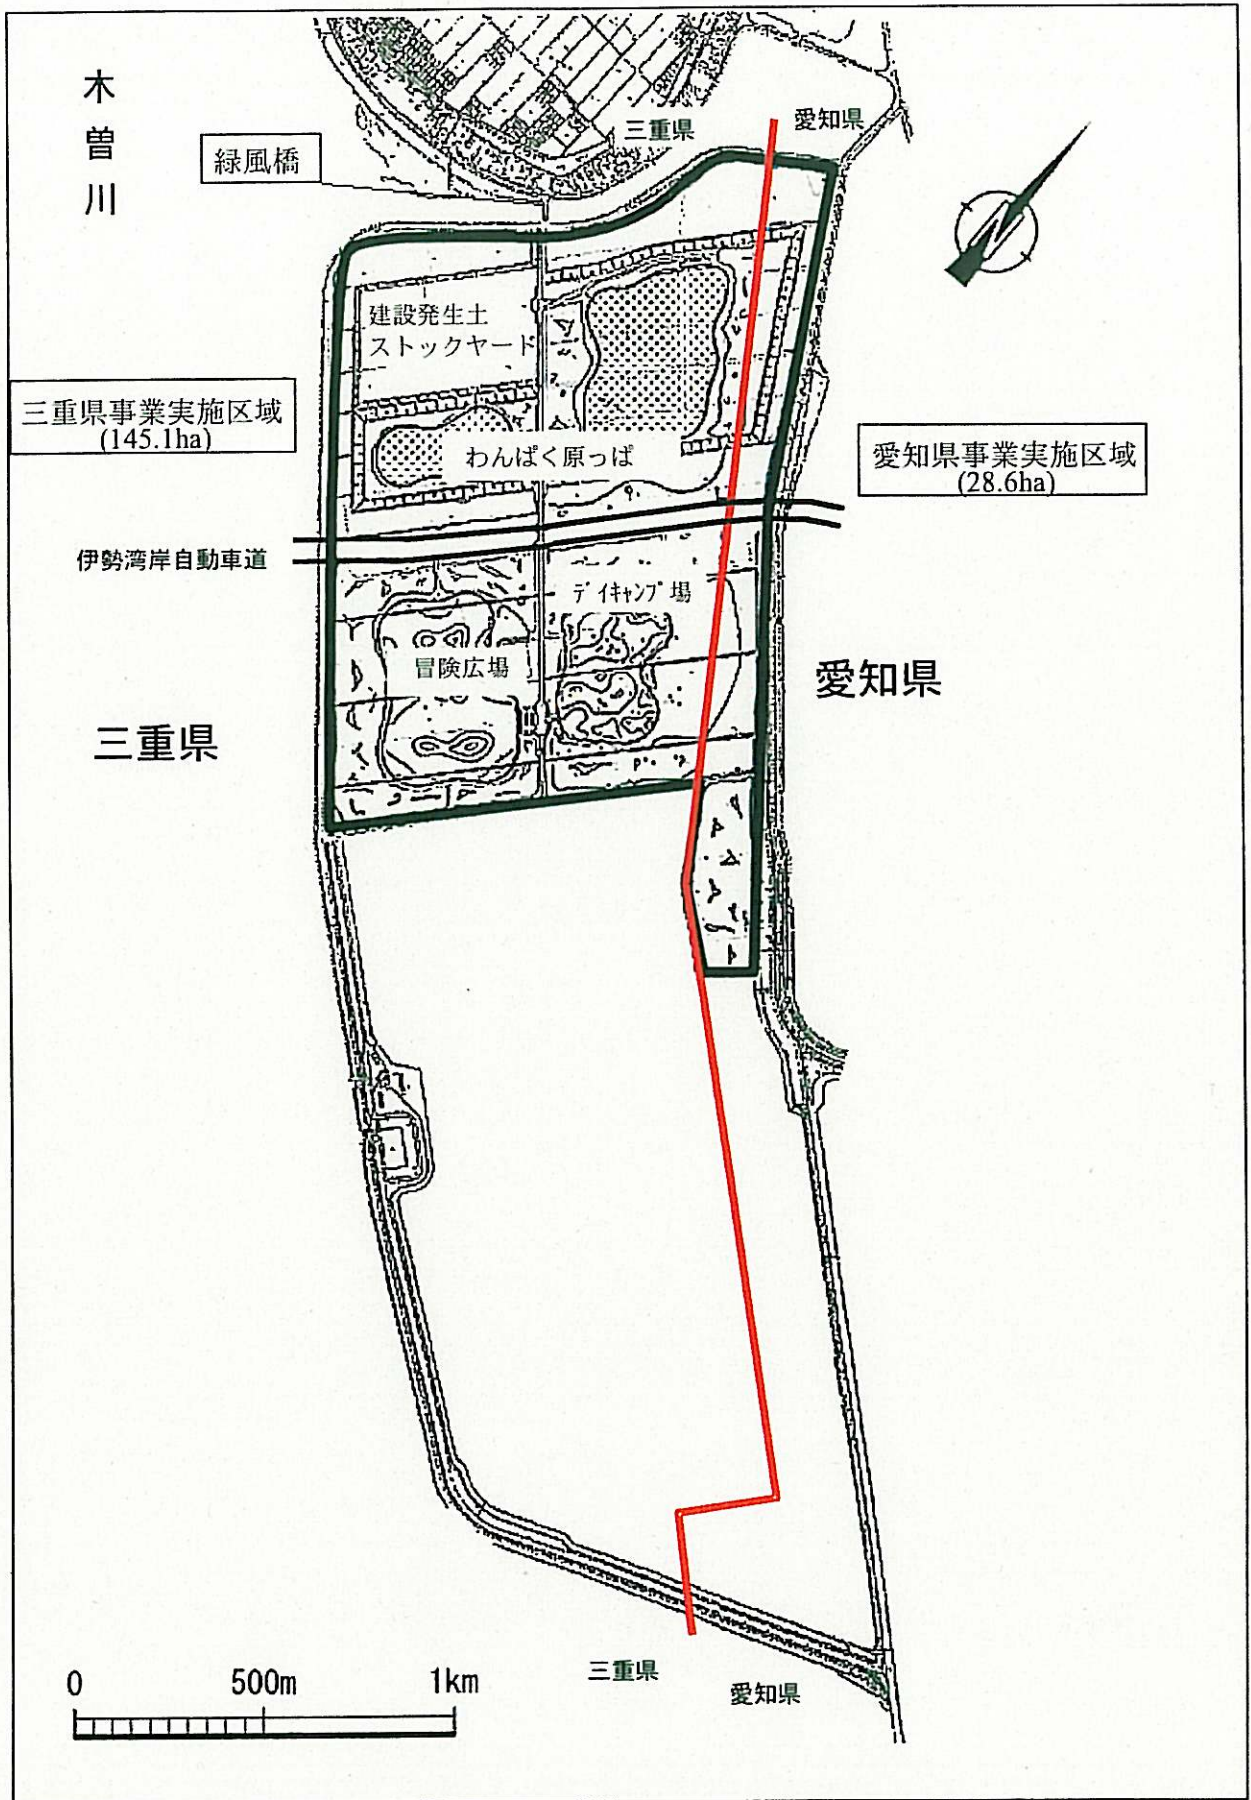 木曽川
三重県
愛知県
緑風橋
建設発生土
ストックヤード
三重県事業実施区域
(145.1ha)
わんぱく原っぱ
愛知県事業実施区域
(28.6ha)
伊勢湾岸自動車道
デイキャンプ場
冒険広場
愛知県
三重県
三重県
愛知県
0 500m 1km